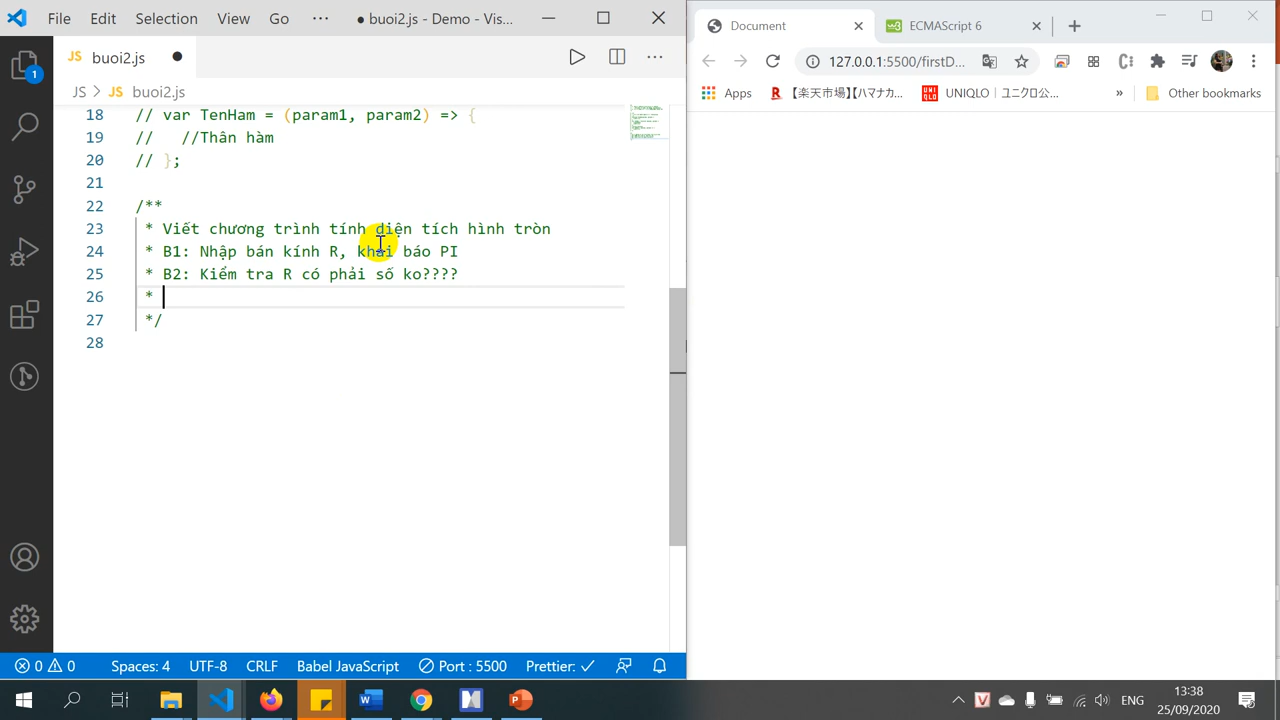 File Edit Selection View Go ··· ● buoi2.js - Demo - Vis...
JS buoi2.js ●
JS > JS buoi2.js
18 // var TenHam = (param1, param2) => {
19 //   //Thân hàm
20 // };
21
22 /**
23 * Viết chương trình tính diện tích hình tròn
24 * B1: Nhập bán kính R, khai báo PI
25 * B2: Kiểm tra R có phải số ko????
26 *
27 */
28
1
0 0 Spaces: 4 UTF-8 CRLF Babel JavaScript Port : 5500 Prettier: ✓
Document
w3 ECMAScript 6
127.0.0.1:5500/firstD...
Apps R 【楽天市場】【ハマナカ... UNIQLO | ユニクロ公... » Other bookmarks
ENG 13:38
25/09/2020